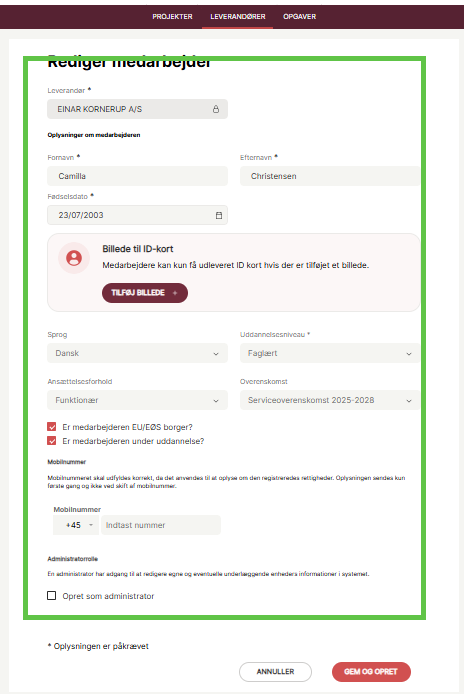 PROJEKTER LEVERANDØRER OPGAVER
Rediger medarbejder
Leverandør *
EINAR KORNERUP A/S
Oplysninger om medarbejderen
Fornavn * Efternavn *
Camilla Christensen
Fødselsdato *
23/07/2003
Billede til ID-kort
Medarbejdere kan kun få udleveret ID kort hvis der er tilføjet et billede.
TILFØJ BILLEDE +
Sprog Uddannelsesniveau *
Dansk Faglært
Ansættelsesforhold Overenskomst
Funktionær Serviceoverenskomst 2025-2028
Er medarbejderen EU/EØS borger?
Er medarbejderen under uddannelse?
Mobilnummer
Mobilnummeret skal udfyldes korrekt, da det anvendes til at oplyse om den registreredes rettigheder. Oplysningen sendes kun
første gang og ikke ved skift af mobilnummer.
Mobilnummer
+45 Indtast nummer
Administratorrolle
En administrator har adgang til at redigere egne og eventuelle underlæggende enheders informationer i systemet.
Opret som administrator
* Oplysningen er påkrævet
ANNULLER GEM OG OPRET